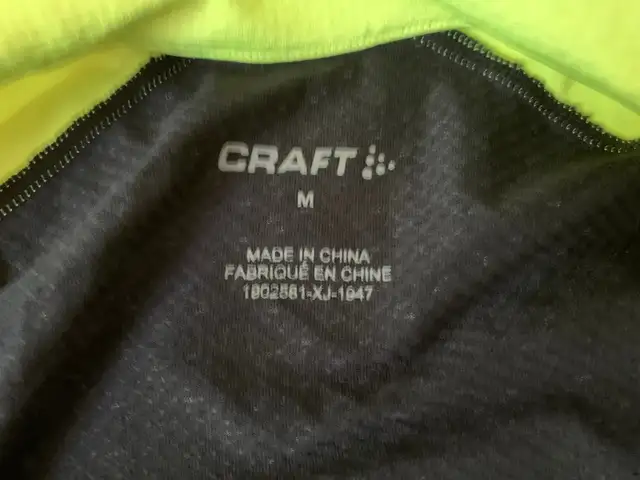 CRAFT
M
MADE IN CHINA
FABRIQUÉ EN CHINE
1902581-XJ-1947